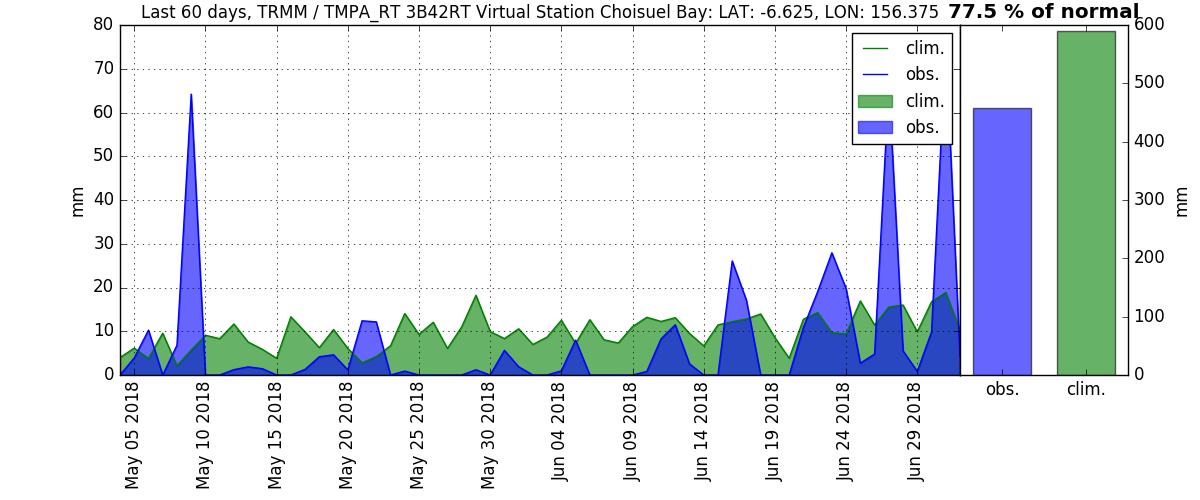 Last 60 days, TRMM / TMPA_RT 3B42RT Virtual Station Choisuel Bay: LAT: -6.625, LON: 156.375 77.5 % of normal
80
70
60
50
40
30
20
10
0
mm
clim.
obs.
clim.
obs.
600
500
400
300
200
100
0
mm
obs. clim.
May 05 2018
May 10 2018
May 15 2018
May 20 2018
May 25 2018
May 30 2018
Jun 04 2018
Jun 09 2018
Jun 14 2018
Jun 19 2018
Jun 24 2018
Jun 29 2018